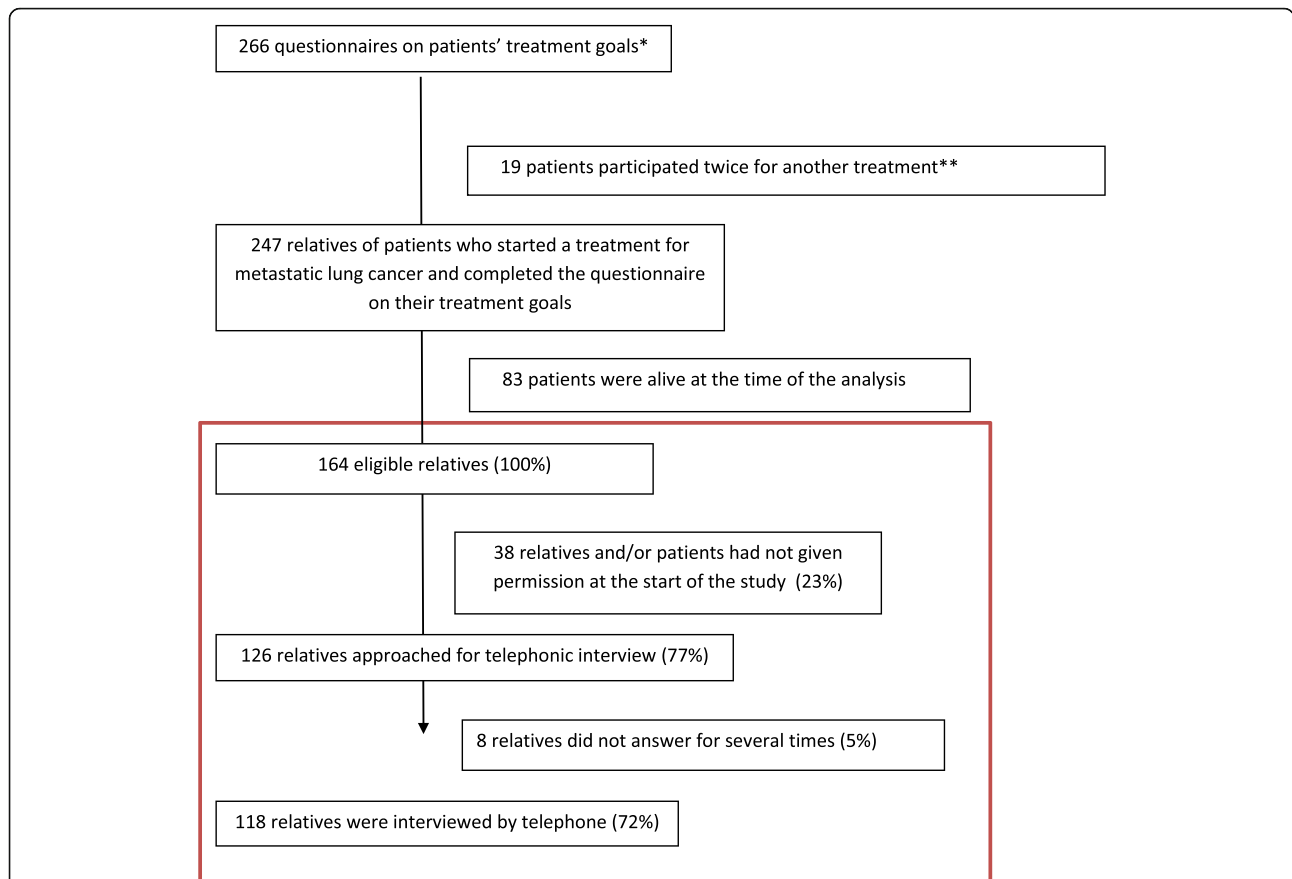 266 questionnaires on patients’ treatment goals*
19 patients participated twice for another treatment**
247 relatives of patients who started a treatment for
metastatic lung cancer and completed the questionnaire
on their treatment goals
83 patients were alive at the time of the analysis
164 eligible relatives (100%)
38 relatives and/or patients had not given
permission at the start of the study (23%)
126 relatives approached for telephonic interview (77%)
8 relatives did not answer for several times (5%)
118 relatives were interviewed by telephone (72%)